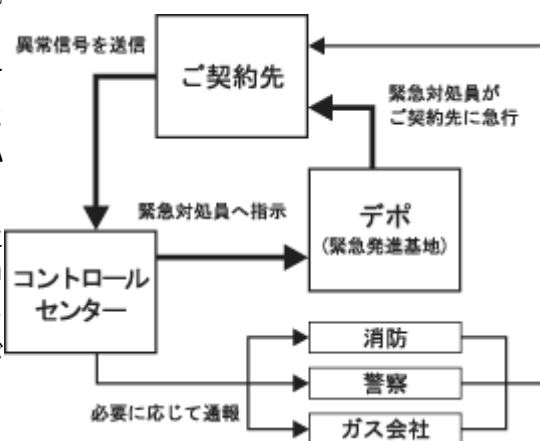 異常信号を送信
ご契約先
緊急対処員が
ご契約先に急行
緊急対処員へ指示
デポ
(緊急発進基地)
コントロール
センター
消防
警察
ガス会社
必要に応じて通報